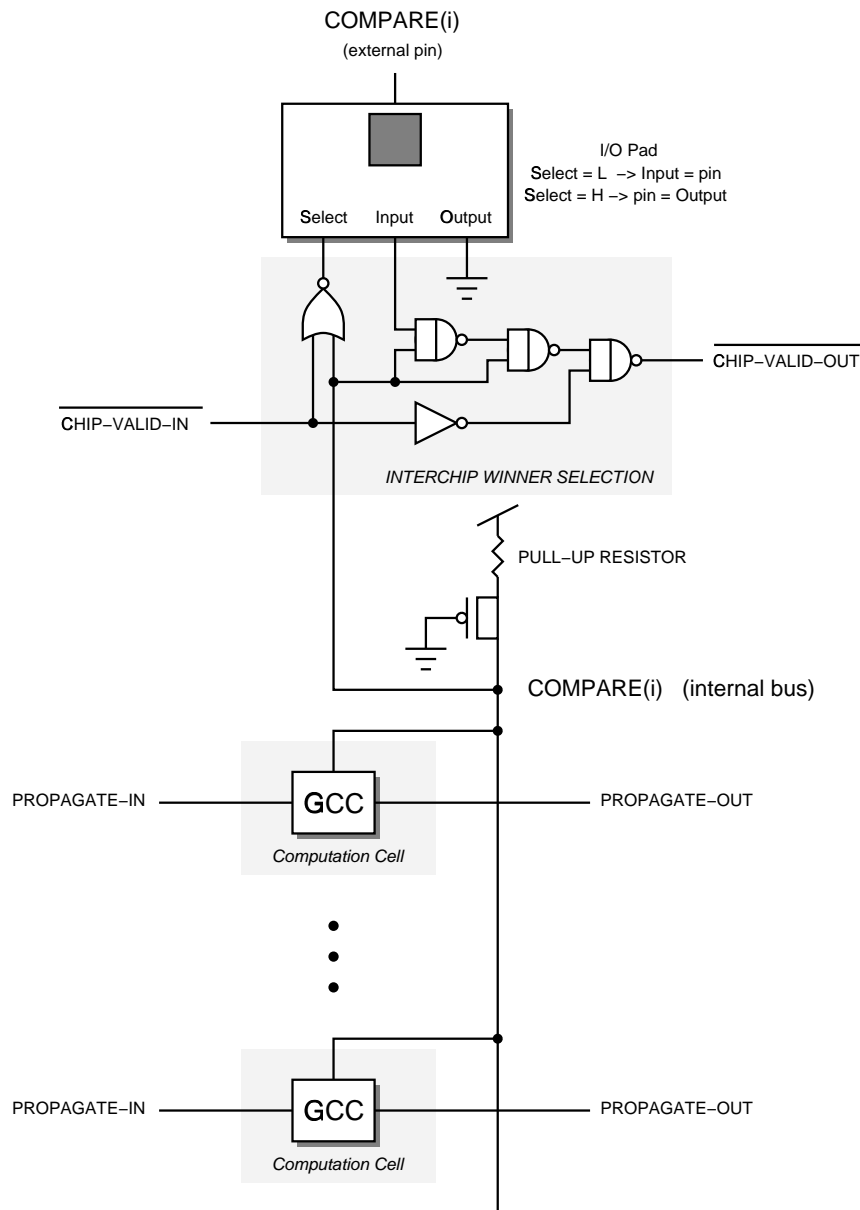 COMPARE(i)
(external pin)
I/O Pad
Select = L –> Input = pin
Select = H –> pin = Output
Select Input Output
CHIP–VALID–OUT
CHIP–VALID–IN
INTERCHIP WINNER SELECTION
PULL–UP RESISTOR
COMPARE(i) (internal bus)
PROPAGATE–IN GCC PROPAGATE–OUT
Computation Cell
PROPAGATE–IN GCC PROPAGATE–OUT
Computation Cell